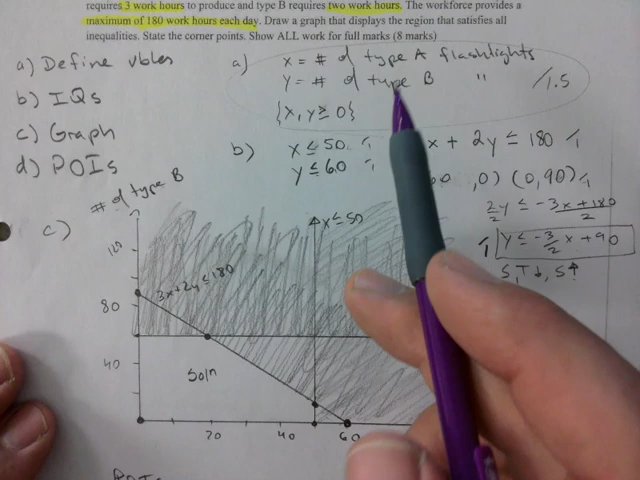 requires 3 work hours to produce and type B requires two work hours. The workforce provides a
maximum of 180 work hours each day. Draw a graph that displays the region that satisfies all
inequalities. State the corner points. Show ALL work for full marks (8 marks)
a) Define vbles
b) IQs
c) Graph
d) POIs
a) x = # of type A flashlights
y = # of type B " /1.5
{x, y ≥ 0}
b) x ≤ 50 x + 2y ≤ 180
y ≤ 60
,0) (0,90)
2/2 y ≤ -3x+180/2
y ≤ -3/2 x + 90
S,T↓, S↑
c)
# of type B
x ≤ 50
120
3x+2y ≤ 180
80
40
Soln
20 40 60
POIs